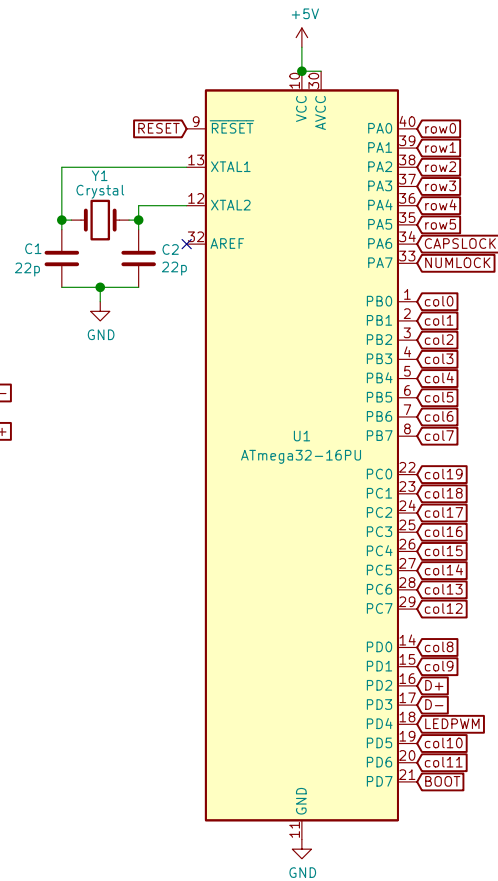 +5V
10
30
VCC
AVCC
RESET 9 RESET
13 XTAL1
12 XTAL2
32 AREF
Y1
Crystal
C1
22p
C2
22p
GND
-
+
PA0 40 row0
PA1 39 row1
PA2 38 row2
PA3 37 row3
PA4 36 row4
PA5 35 row5
PA6 34 CAPSLOCK
PA7 33 NUMLOCK
PB0 1 col0
PB1 2 col1
PB2 3 col2
PB3 4 col3
PB4 5 col4
PB5 6 col5
PB6 7 col6
PB7 8 col7
U1
ATmega32-16PU
PC0 22 col19
PC1 23 col18
PC2 24 col17
PC3 25 col16
PC4 26 col15
PC5 27 col14
PC6 28 col13
PC7 29 col12
PD0 14 col8
PD1 15 col9
PD2 16 D+
PD3 17 D-
PD4 18 LEDPWM
PD5 19 col10
PD6 20 col11
PD7 21 BOOT
GND
11
GND